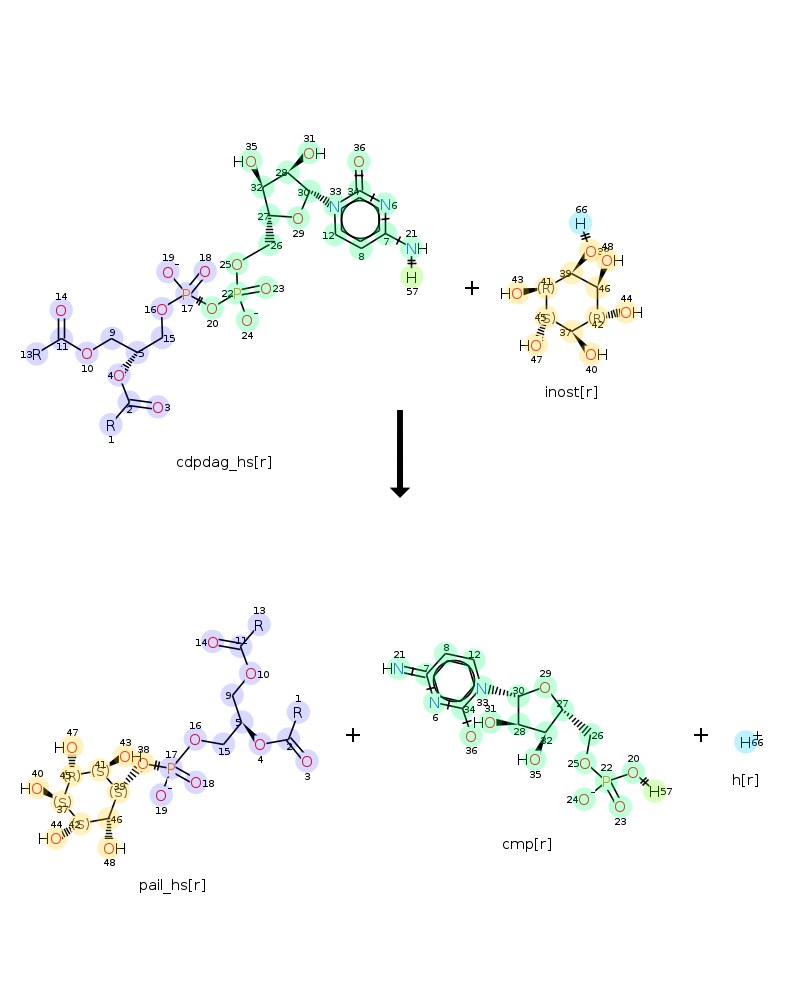 35 31 36
HO OH O
28 34
32 30 33 N N 6
27 O 29 12 7 21 NH
26 8 H 57
19 O- 18 O 25 O
22 P O 23
14 O 16 O P 17 O 20 O- 24
9
13 R 11 O 10 5 15
4 O
2 O 3
R 1
cdpdag_hs[r]
+
66
H
O 38 48
OH
39 46
43 HO 41 (R)
45 (S) (R) 42 44 OH
37
HO 47 OH 40
inost[r]
13
R
14 O 11
O 10
9 1
R
16 5
47 O 15 O 4 2
HO 43 OH 38 O 17 P O 18 O 3
45 (R) 41 (S)
40 HO (S) 37 39 (S) O- 19
44 HO 42 (S) 46
OH 48
pail_hs[r]
+
21 HN 7 8 12
N 6 N 33 30 O 29
34 HO 31 27
O 36 28 32 26
HO 35 25 O
22 P O 20 H 57
24 O- O 23
cmp[r]
+
H+ 66
h[r]